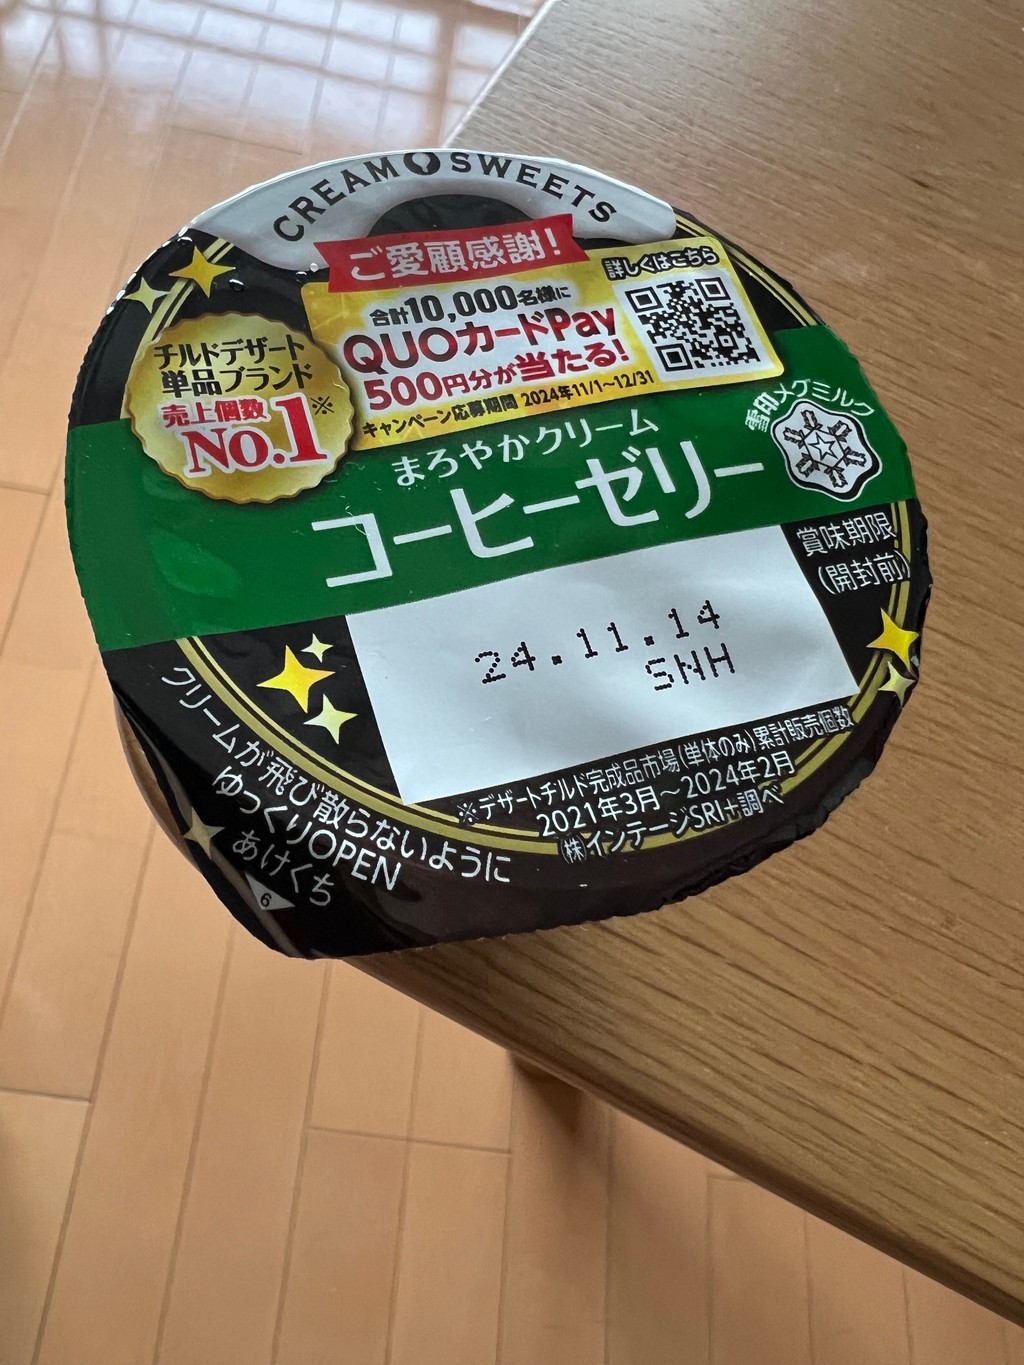 CREAM SWEETS
ご愛顧感謝!
合計10,000名様に
QUOカードPay
500円分が当たる!
キャンペーン応募期間 2024年11/1~12/31
詳しくはこちら
チルドデザート
単品ブランド
売上個数※
No.1
まろやかクリーム
コーヒーゼリー
雪印メグミルク
賞味期限
(開封前)
24.11.14
SNH
※デザートチルド完成品市場(単体のみ)累計販売個数
2021年3月~2024年2月
㈱インテージSRI+調べ
クリームが飛び散らないように
ゆっくりOPEN
あけくち
6